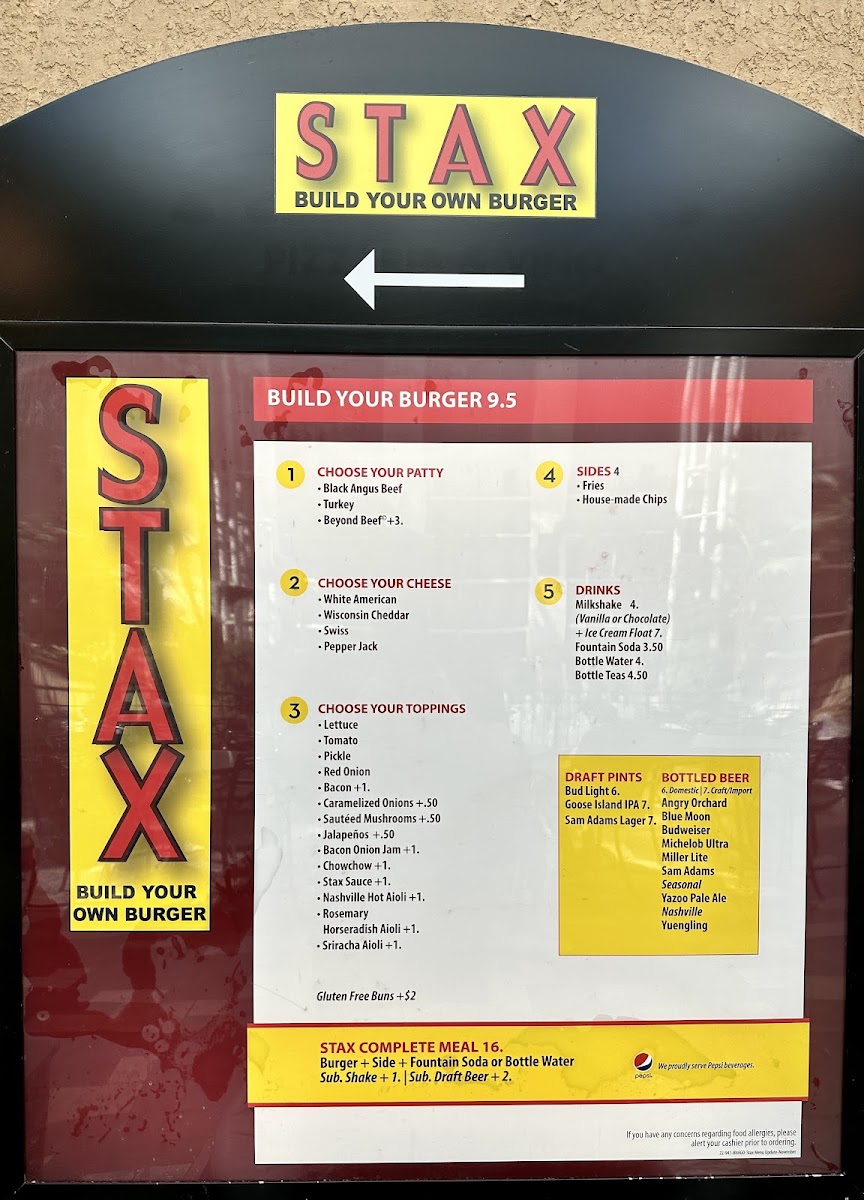 STAX
BUILD YOUR OWN BURGER
STAX
BUILD YOUR
OWN BURGER
BUILD YOUR BURGER 9.5
1 CHOOSE YOUR PATTY
• Black Angus Beef
• Turkey
• Beyond Beef© +3.
2 CHOOSE YOUR CHEESE
• White American
• Wisconsin Cheddar
• Swiss
• Pepper Jack
3 CHOOSE YOUR TOPPINGS
• Lettuce
• Tomato
• Pickle
• Red Onion
• Bacon +1.
• Caramelized Onions +.50
• Sautéed Mushrooms +.50
• Jalapeños +.50
• Bacon Onion Jam +1.
• Chowchow +1.
• Stax Sauce +1.
• Nashville Hot Aioli +1.
• Rosemary
Horseradish Aioli +1.
• Sriracha Aioli +1.
Gluten Free Buns +$2
4 SIDES 4
• Fries
• House-made Chips
5 DRINKS
Milkshake 4.
(Vanilla or Chocolate)
+ Ice Cream Float 7.
Fountain Soda 3.50
Bottle Water 4.
Bottle Teas 4.50
DRAFT PINTS
Bud Light 6.
Goose Island IPA 7.
Sam Adams Lager 7.
BOTTLED BEER
6. Domestic | 7. Craft/Import
Angry Orchard
Blue Moon
Budweiser
Michelob Ultra
Miller Lite
Sam Adams
Seasonal
Yazoo Pale Ale
Nashville
Yuengling
STAX COMPLETE MEAL 16.
Burger + Side + Fountain Soda or Bottle Water
Sub. Shake + 1. | Sub. Draft Beer + 2.
pepsi
We proudly serve Pepsi beverages.
If you have any concerns regarding food allergies, please
alert your cashier prior to ordering.